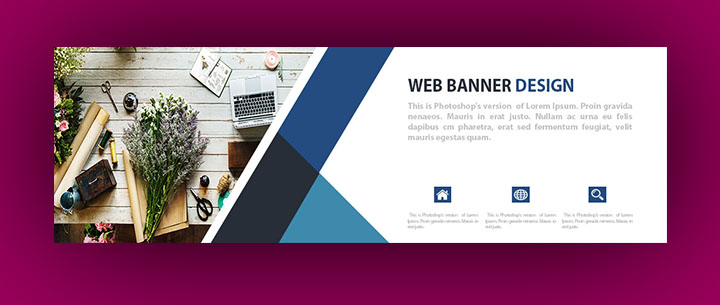 WEB BANNER DESIGN
This is Photoshop's version of Lorem Ipsum. Proin gravida
nenaeos. Mauris in erat justo. Nullam ac urna eu felis
dapibus cm pharetra, erat sed fermentum feugiat, velit
mauris egestas quam.
This is Photoshop's version of Lorem
Ipsum. Proin gravida nenaeos. Mauis in
erat justo.
This is Photoshop's version of Lorem
Ipsum. Proin gravida nenaeos. Mauis in
erat justo.
This is Photoshop's version of Lorem
Ipsum. Proin gravida nenaeos. Mauis in
erat justo.